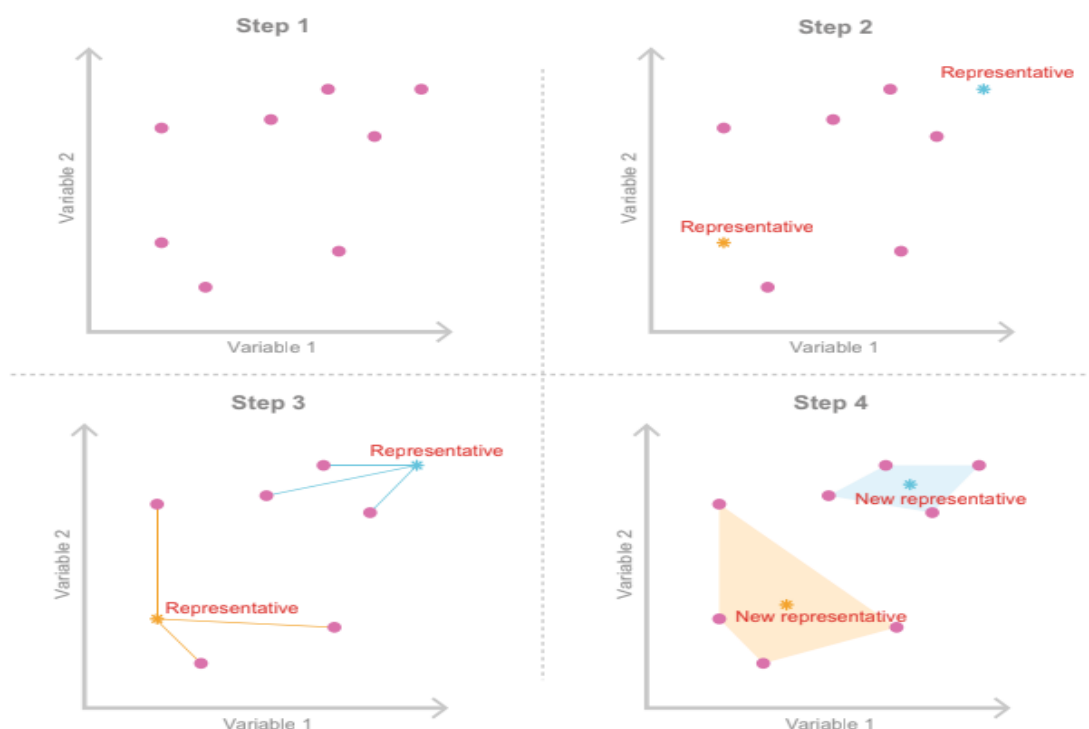 Step 1
Variable 2
Variable 1
Step 2
Representative
Representative
Variable 2
Variable 1
Step 3
Representative
Representative
Variable 2
Variable 1
Step 4
New representative
New representative
Variable 2
Variable 1